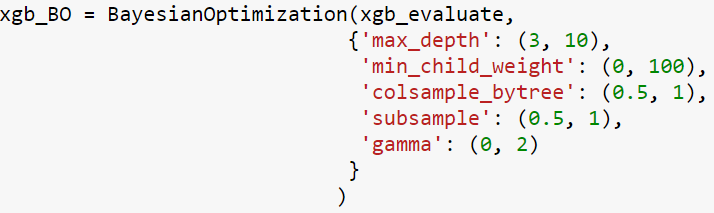 xgb_BO = BayesianOptimization(xgb_evaluate,
{'max_depth': (3, 10),
'min_child_weight': (0, 100),
'colsample_bytree': (0.5, 1),
'subsample': (0.5, 1),
'gamma': (0, 2)
}
)